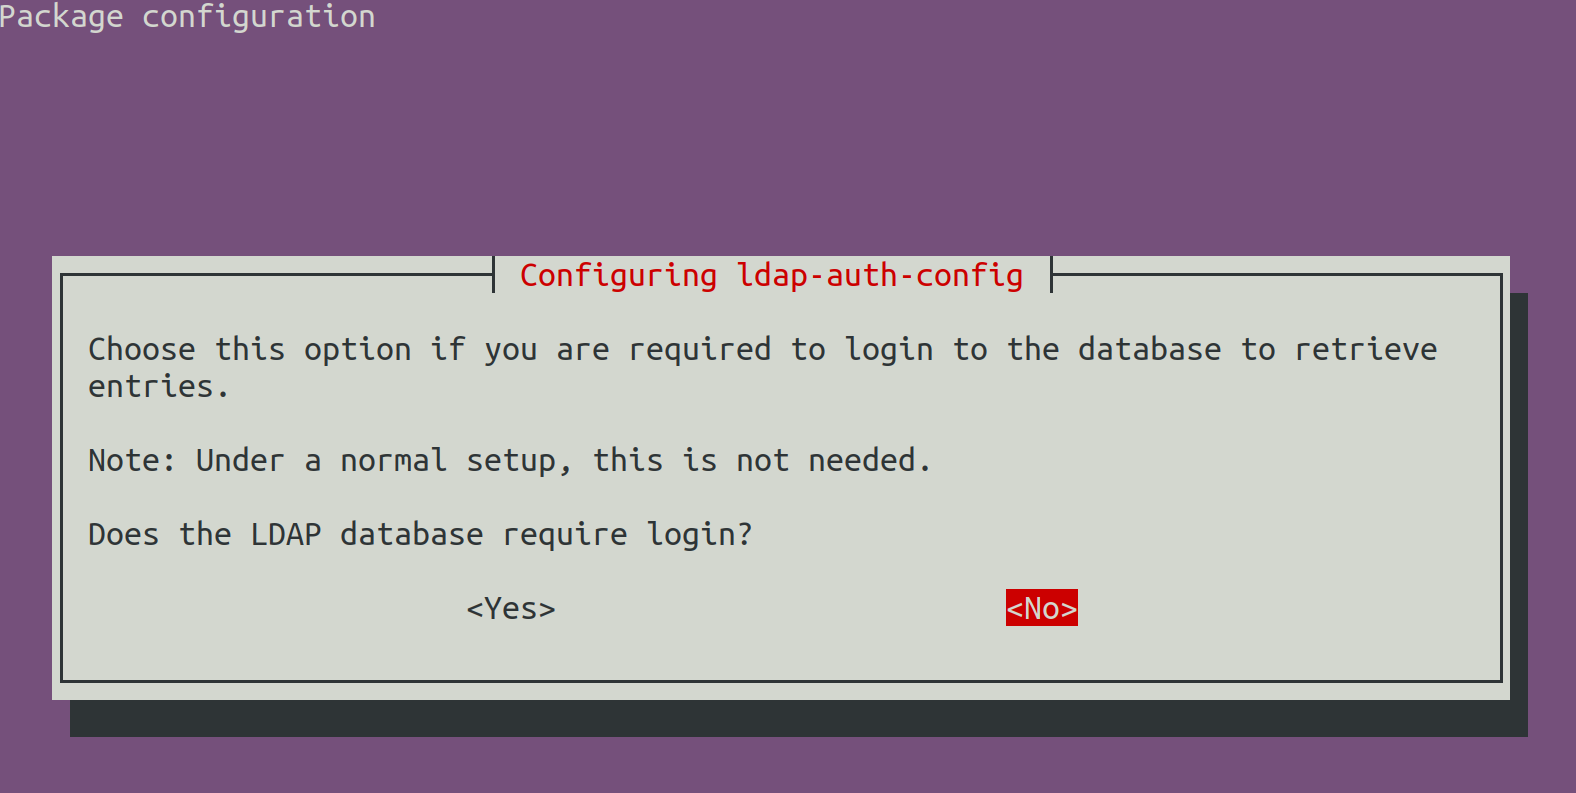 Package configuration
Configuring ldap-auth-config
Choose this option if you are required to login to the database to retrieve
entries.
Note: Under a normal setup, this is not needed.
Does the LDAP database require login?
<Yes> <No>